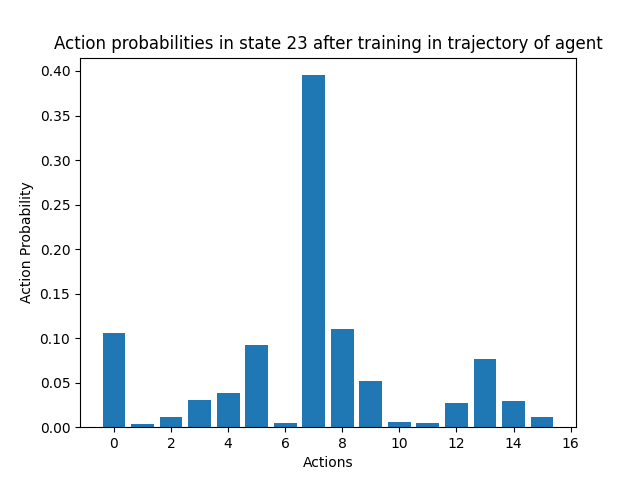 Action probabilities in state 23 after training in trajectory of agent
0.40
0.35
0.30
0.25
0.20
0.15
0.10
0.05
0.00
Action Probability
0 2 4 6 8 10 12 14 16
Actions